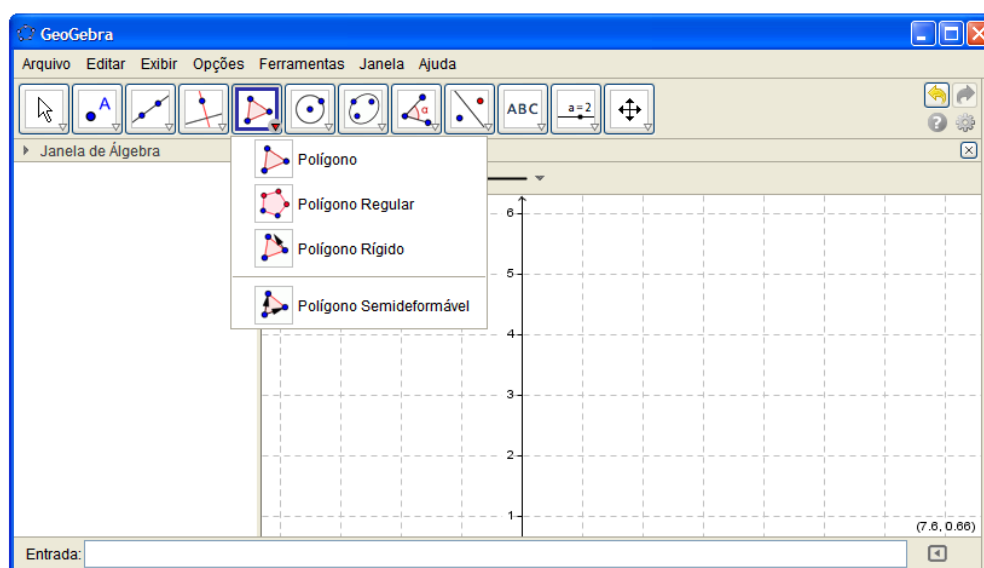 GeoGebra
Arquivo Editar Exibir Opções Ferramentas Janela Ajuda
A
α
ABC
a=2
Janela de Álgebra
Polígono
Polígono Regular
Polígono Rígido
Polígono Semideformável
6
5
4
3
2
1
(7.6, 0.66)
Entrada: